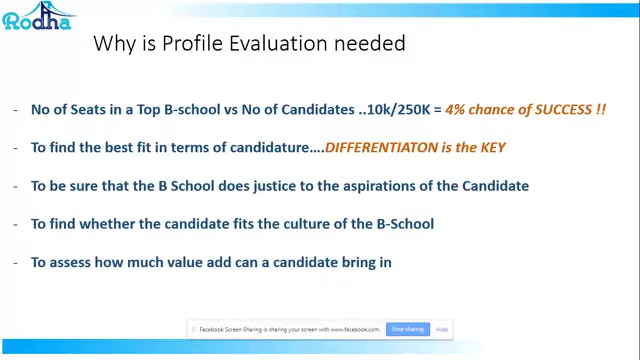 Rodha
Why is Profile Evaluation needed
- No of Seats in a Top B-school vs No of Candidates ..10k/250K = 4% chance of SUCCESS !!
- To find the best fit in terms of candidature....DIFFERENTIATON is the KEY
- To be sure that the B School does justice to the aspirations of the Candidate
- To find whether the candidate fits the culture of the B-School
- To assess how much value add can a candidate bring in
Facebook Screen Sharing is sharing your screen with www.facebook.com. Stop sharing Hide